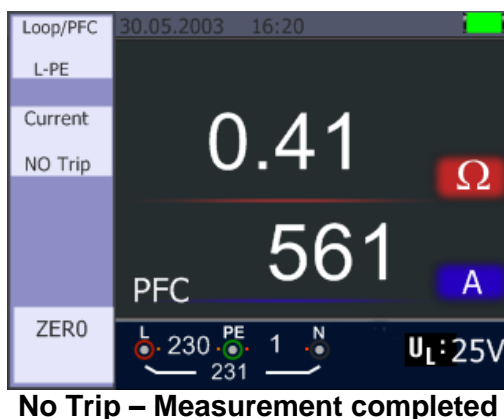 Loop/PFC
30.05.2003 16:20
L-PE
Current
NO Trip
0.41
Ω
561
PFC
A
ZERO
L PE N
230 1
231
UL:25V
No Trip – Measurement completed